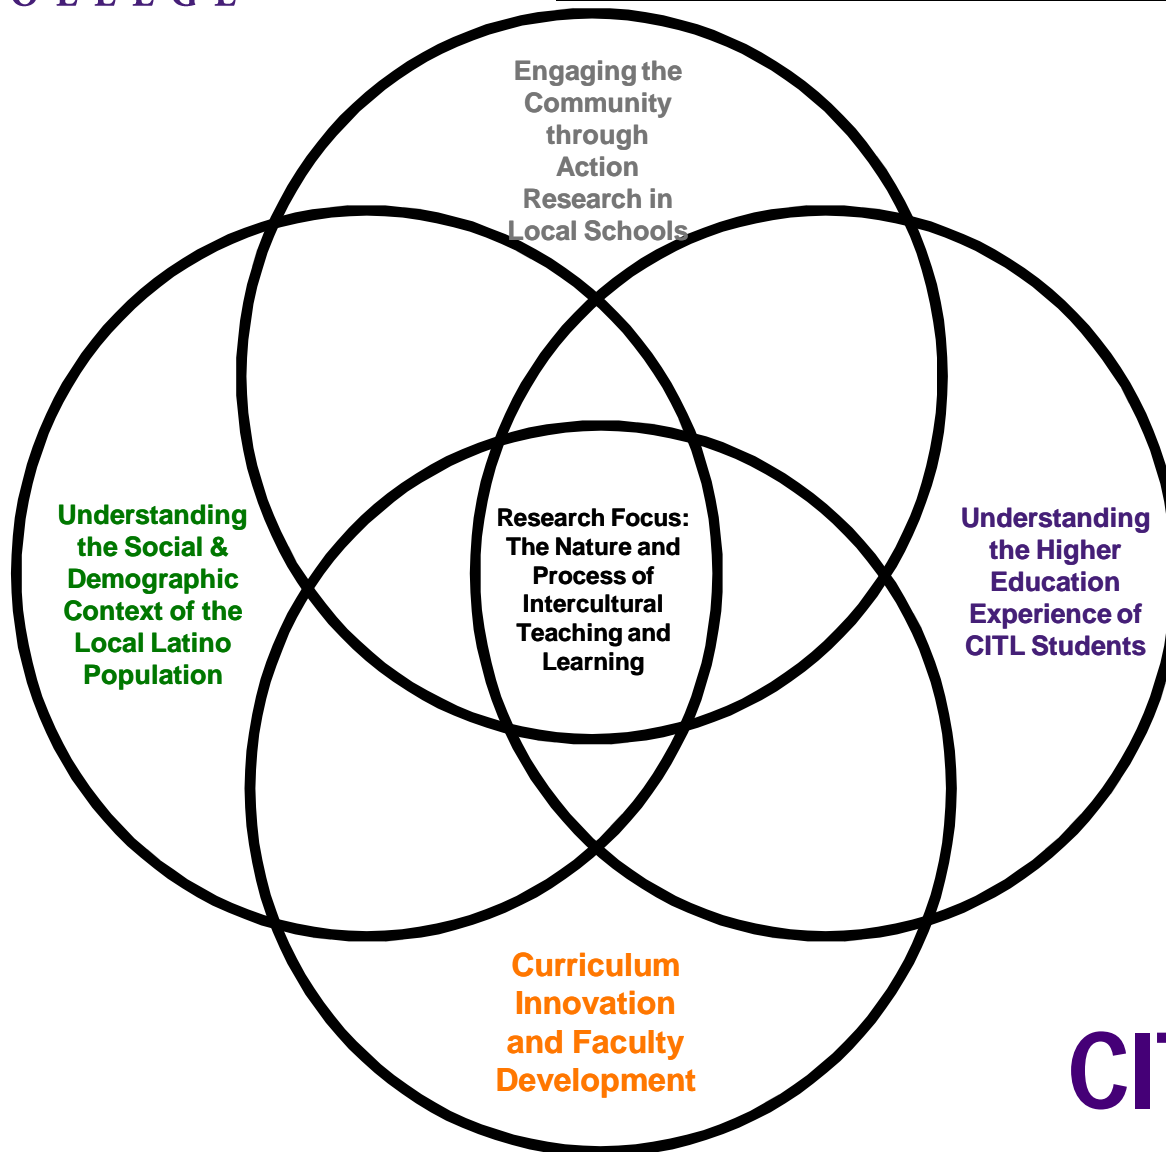 Engaging the
Community
through
Action
Research in
Local Schools
Understanding
the Social &
Demographic
Context of the
Local Latino
Population
Research Focus:
The Nature and
Process of
Intercultural
Teaching and
Learning
Understanding
the Higher
Education
Experience of
CITL Students
Curriculum
Innovation
and Faculty
Development
CIT